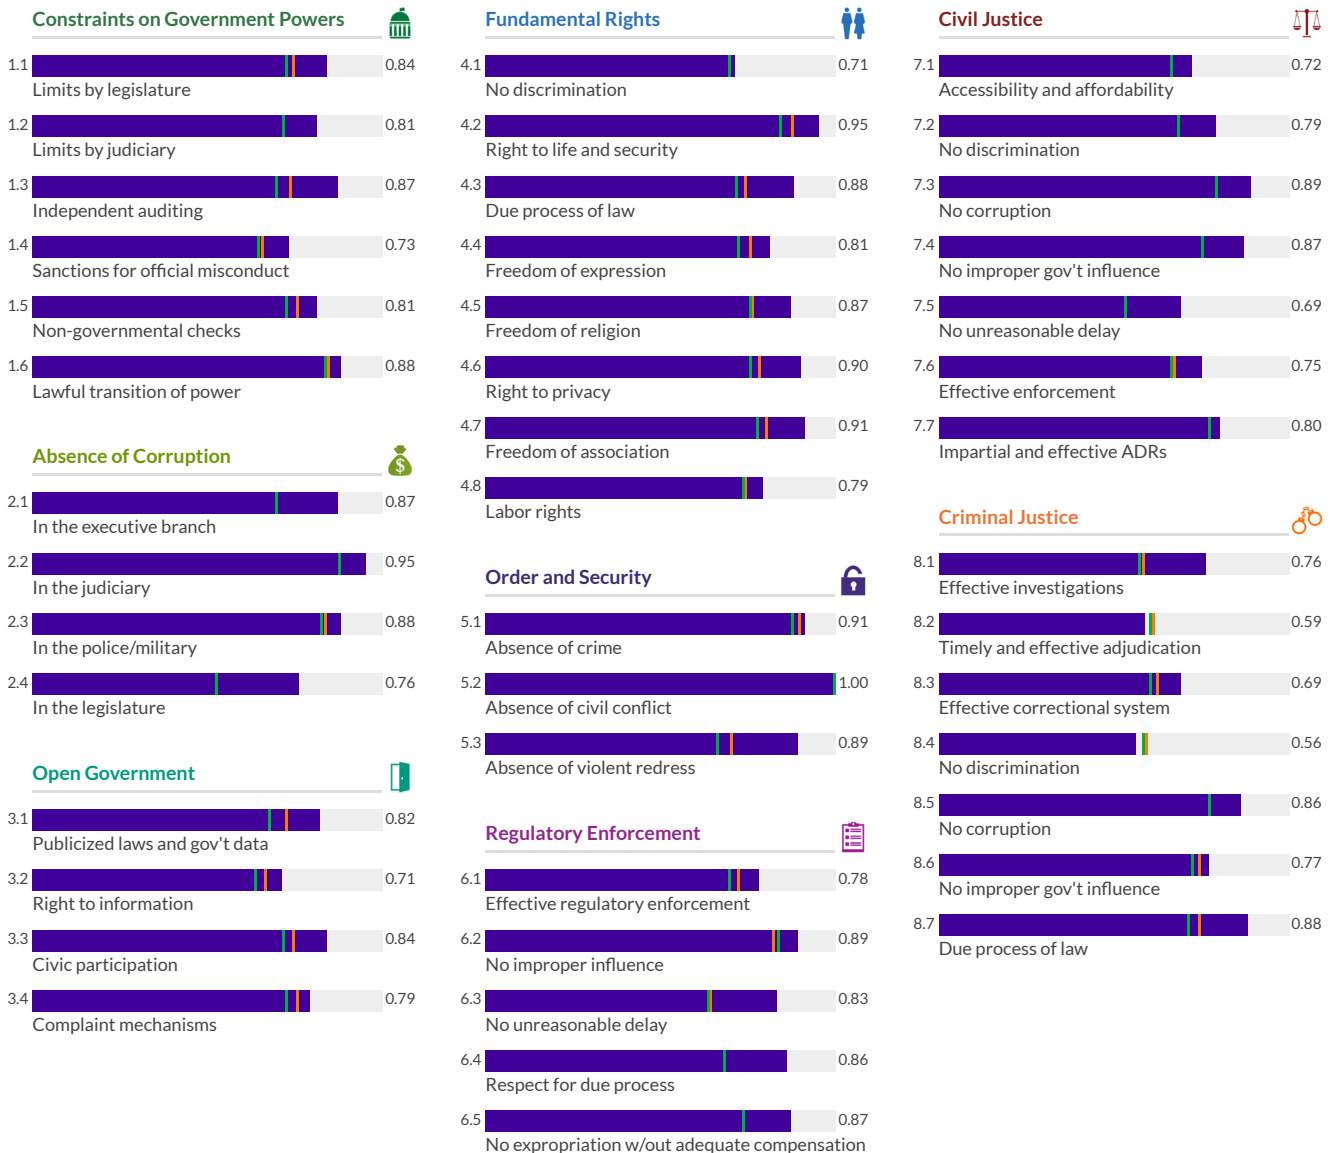 Constraints on Government Powers
1.1 0.84
Limits by legislature
1.2 0.81
Limits by judiciary
1.3 0.87
Independent auditing
1.4 0.73
Sanctions for official misconduct
1.5 0.81
Non-governmental checks
1.6 0.88
Lawful transition of power
Absence of Corruption
$
2.1 0.87
In the executive branch
2.2 0.95
In the judiciary
2.3 0.88
In the police/military
2.4 0.76
In the legislature
Open Government
3.1 0.82
Publicized laws and gov't data
3.2 0.71
Right to information
3.3 0.84
Civic participation
3.4 0.79
Complaint mechanisms
Fundamental Rights
4.1 0.71
No discrimination
4.2 0.95
Right to life and security
4.3 0.88
Due process of law
4.4 0.81
Freedom of expression
4.5 0.87
Freedom of religion
4.6 0.90
Right to privacy
4.7 0.91
Freedom of association
4.8 0.79
Labor rights
Order and Security
5.1 0.91
Absence of crime
5.2 1.00
Absence of civil conflict
5.3 0.89
Absence of violent redress
Regulatory Enforcement
6.1 0.78
Effective regulatory enforcement
6.2 0.89
No improper influence
6.3 0.83
No unreasonable delay
6.4 0.86
Respect for due process
6.5 0.87
No expropriation w/out adequate compensation
Civil Justice
7.1 0.72
Accessibility and affordability
7.2 0.79
No discrimination
7.3 0.89
No corruption
7.4 0.87
No improper gov't influence
7.5 0.69
No unreasonable delay
7.6 0.75
Effective enforcement
7.7 0.80
Impartial and effective ADRs
Criminal Justice
8.1 0.76
Effective investigations
8.2 0.59
Timely and effective adjudication
8.3 0.69
Effective correctional system
8.4 0.56
No discrimination
8.5 0.86
No corruption
8.6 0.77
No improper gov't influence
8.7 0.88
Due process of law